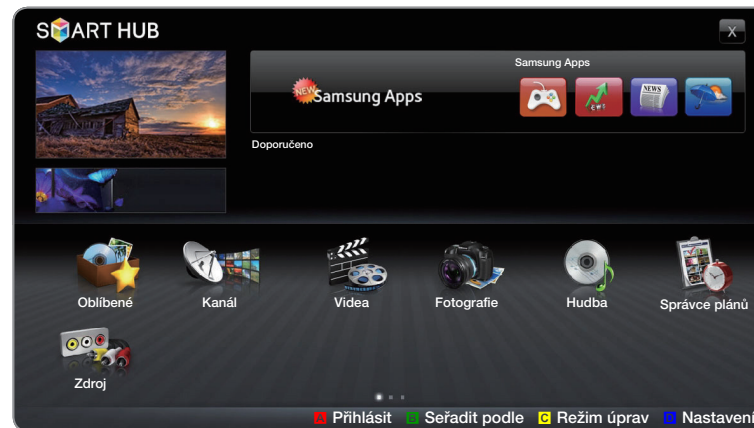 SMART HUB
X
Samsung Apps
NEW
Samsung Apps
NEWS
Doporučeno
Oblíbené
Kanál
Videa
Fotografie
Hudba
Správce plánů
Zdroj
A Přihlásit B Seřadit podle C Režim úprav D Nastavení